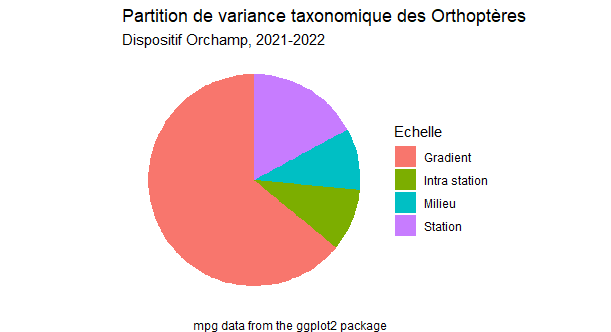 Partition de variance taxonomique des Orthoptères
Dispositif Orchamp, 2021-2022
Echelle
Gradient
Intra station
Milieu
Station
mpg data from the ggplot2 package